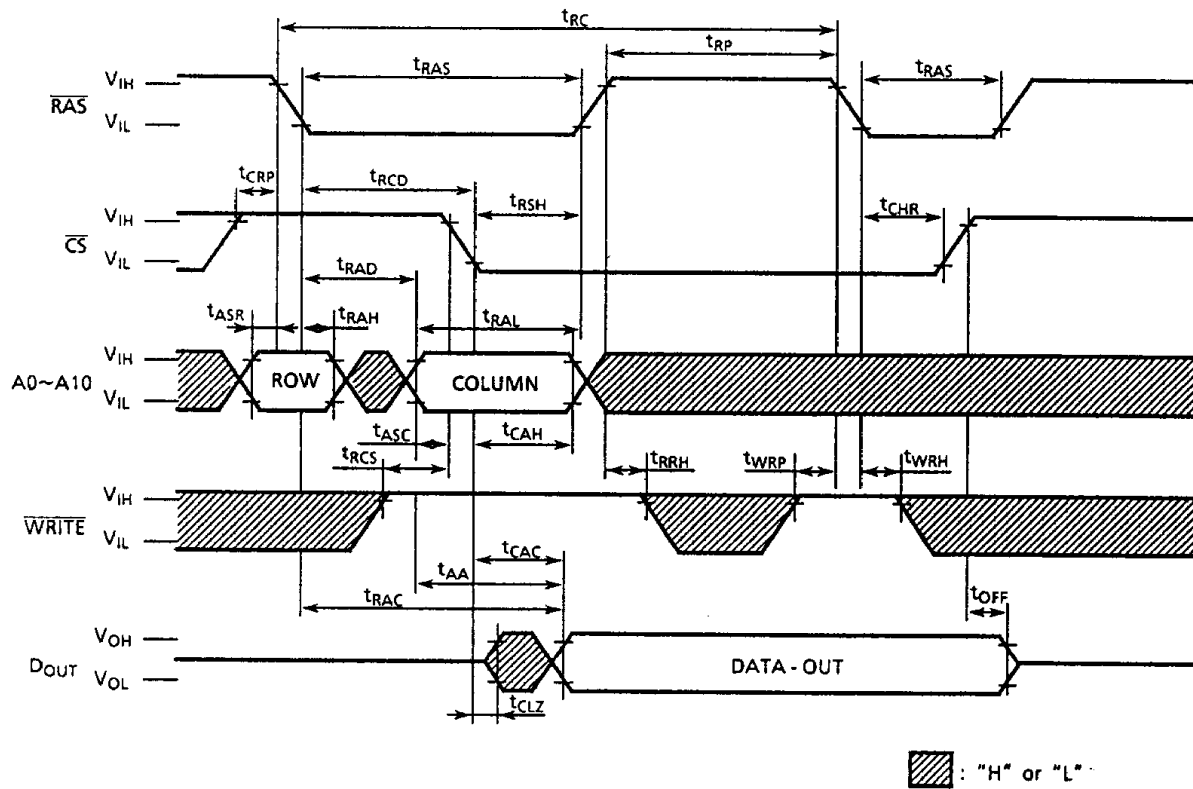 tRC
tRP
tRAS
tRAS
RAS
VIH
VIL
tCRP
tRCD
tRSH
tCHR
CS
VIH
VIL
tRAD
tASR
tRAH
tRAL
A0~A10
VIH
VIL
ROW
COLUMN
tASC
tCAH
tRCS
tRRH
tWRP
tWRH
WRITE
VIH
VIL
tCAC
tAA
tRAC
tOFF
DOUT
VOH
VOL
DATA - OUT
tCLZ
: "H" or "L"